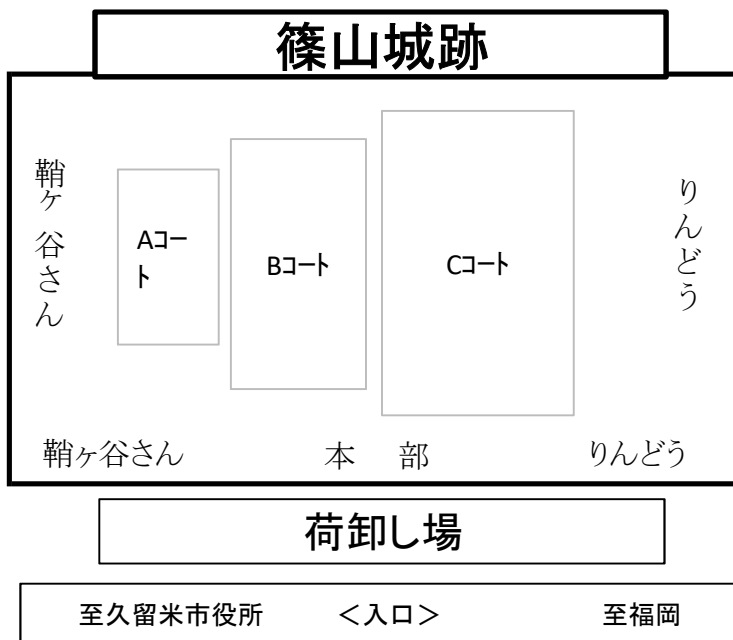 篠山城跡
鞘ヶ谷さん
Aコー
ト
Bコート
Cコート
りんどう
鞘ヶ谷さん
本 部
りんどう
荷卸し場
至久留米市役所 ＜入口＞ 至福岡